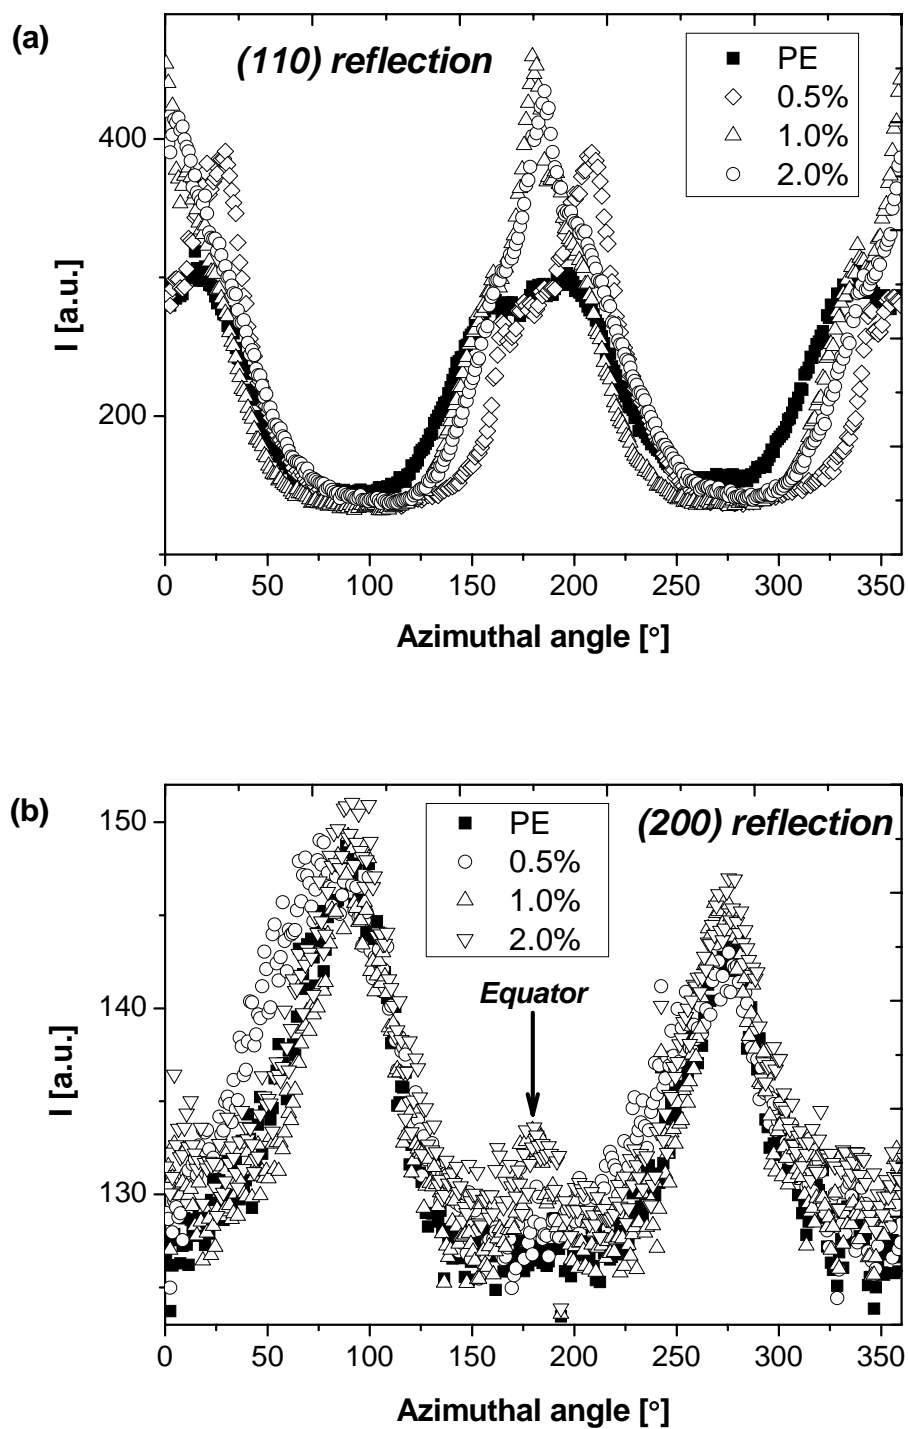 (a)
(110) reflection
PE
0.5%
1.0%
2.0%
400
200
I [a.u.]
0 50 100 150 200 250 300 350
Azimuthal angle [°]
(b)
(200) reflection
PE
0.5%
1.0%
2.0%
Equator
150
140
130
I [a.u.]
0 50 100 150 200 250 300 350
Azimuthal angle [°]